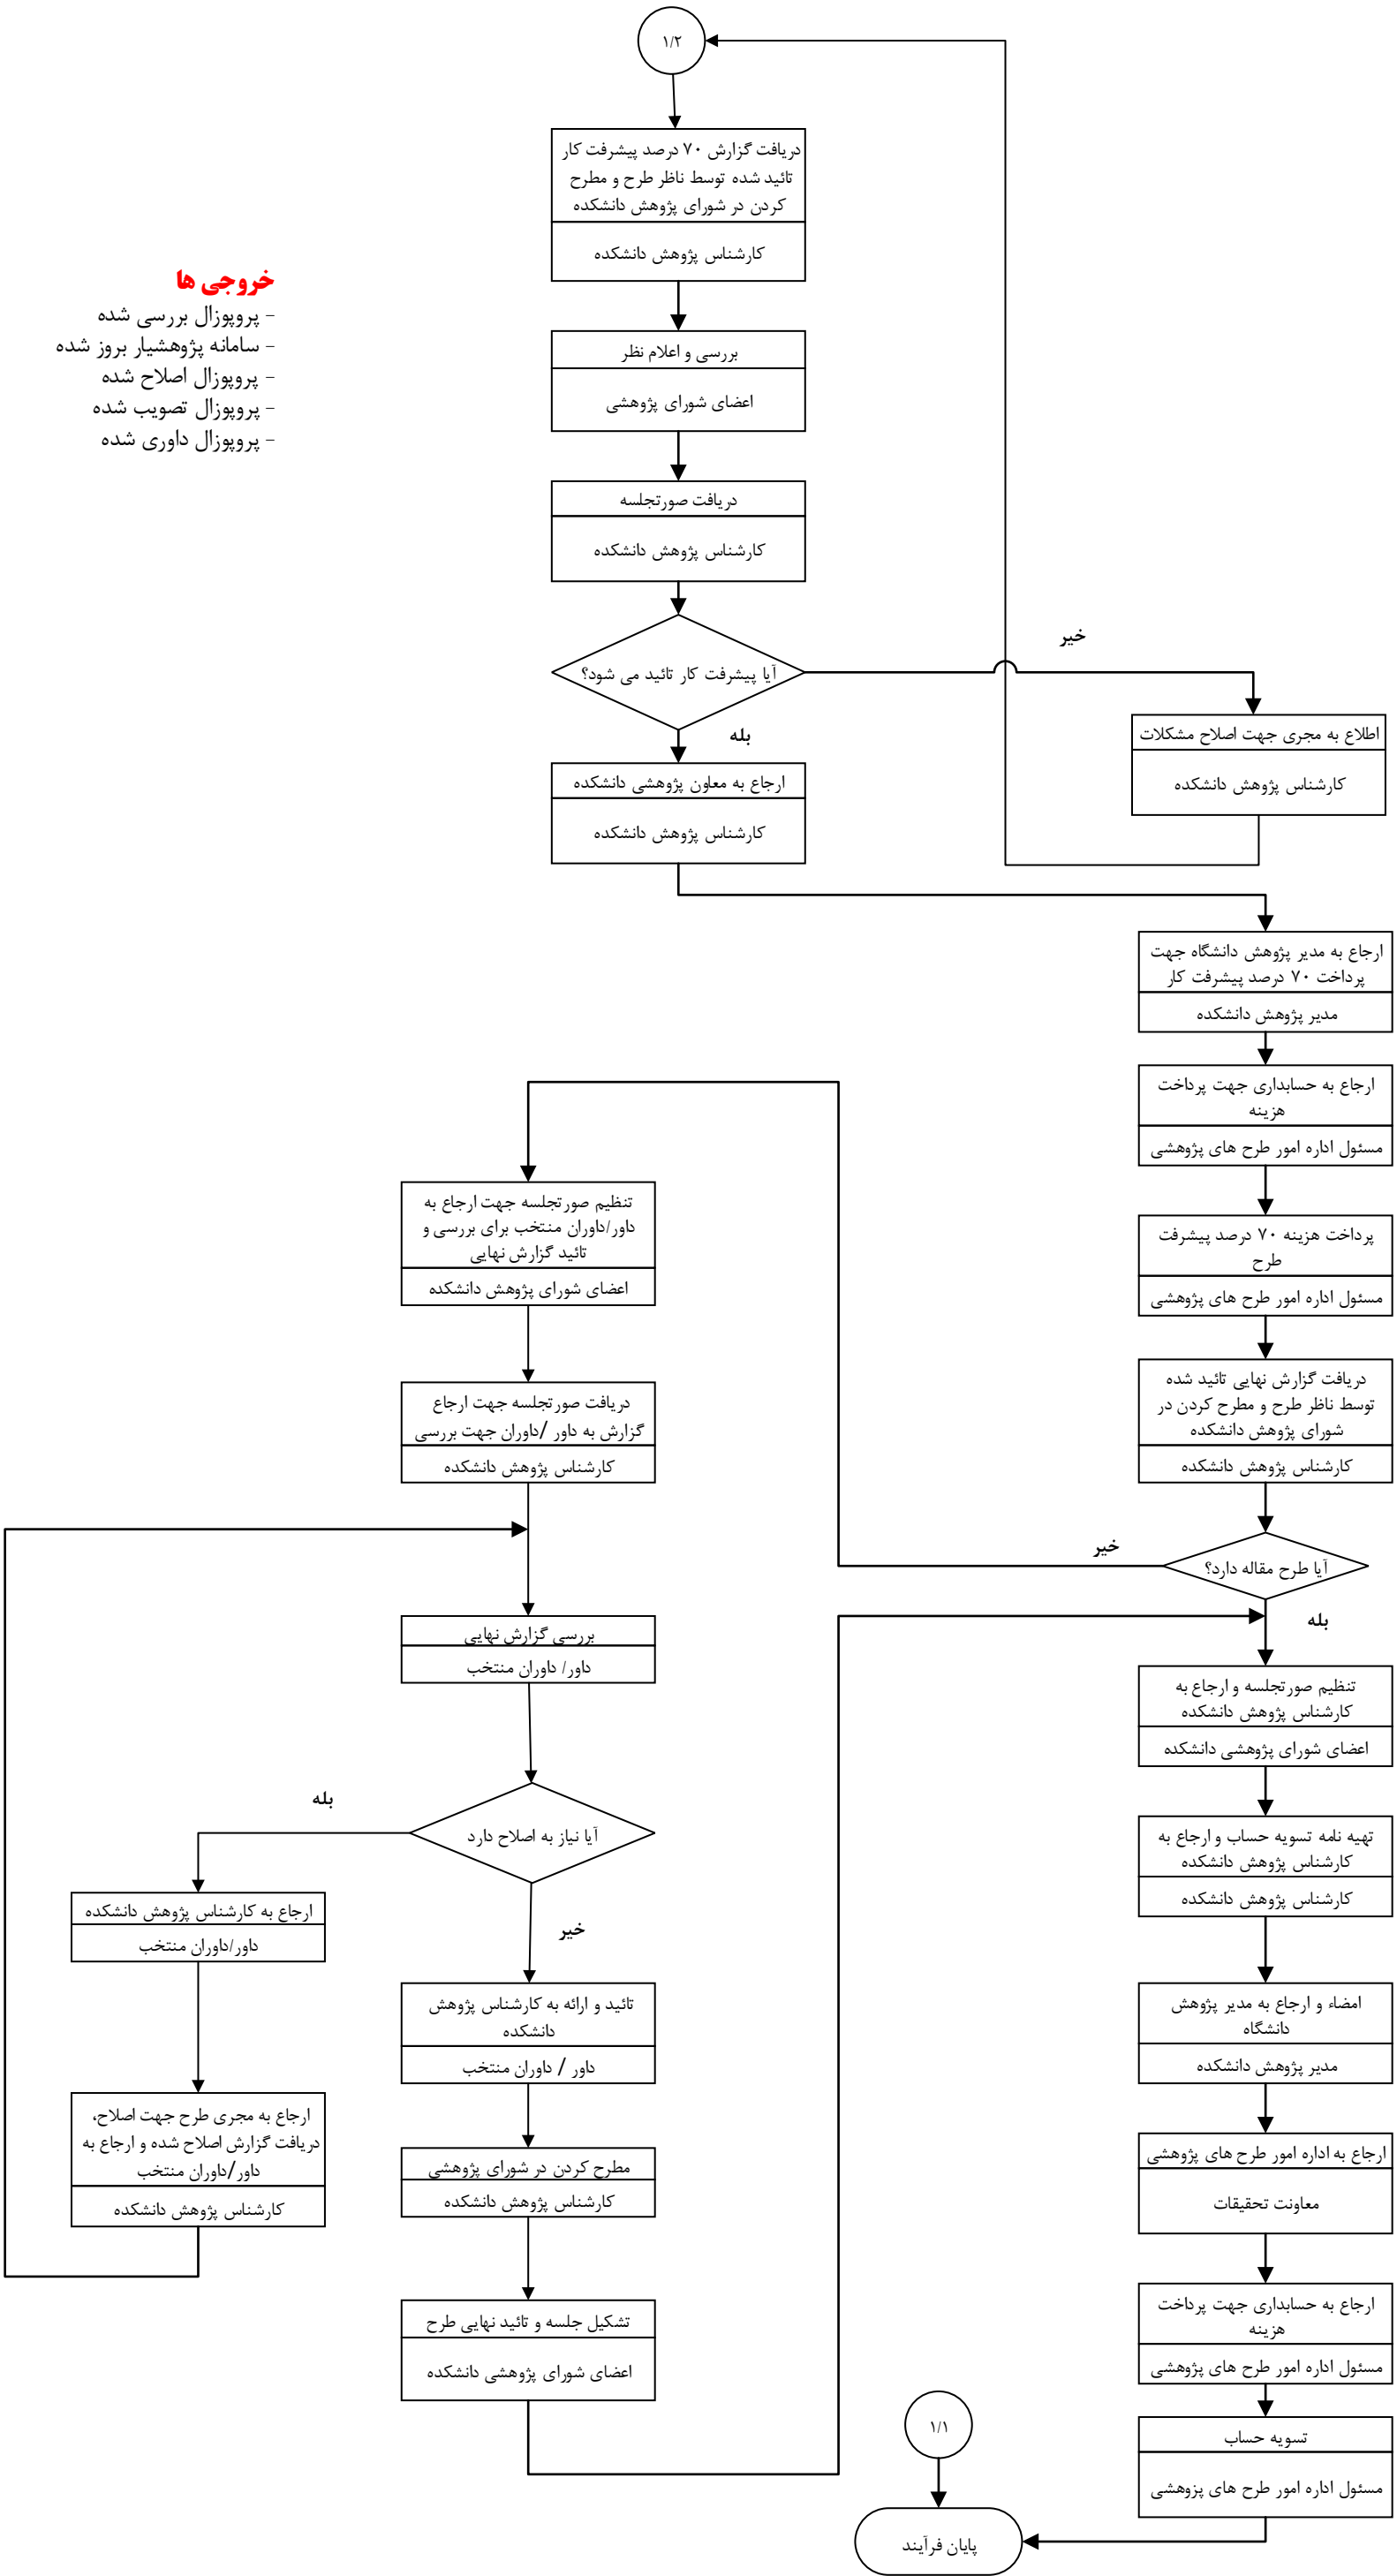 ۱/۲
دریافت گزارش ۷۰ درصد پیشرفت کار
تائید شده توسط ناظر طرح و مطرح
کردن در شورای پژوهش دانشکده
کارشناس پژوهش دانشکده
خروجی ها
- پروپوزال بررسی شده
- سامانه پژوهشیار بروز شده
- پروپوزال اصلاح شده
- پروپوزال تصویب شده
- پروپوزال داوری شده
بررسی و اعلام نظر
اعضای شورای پژوهشی
دریافت صورتجلسه
کارشناس پژوهش دانشکده
آیا پیشرفت کار تائید می شود؟
خیر
بله
اطلاع به مجری جهت اصلاح مشکلات
کارشناس پژوهش دانشکده
ارجاع به معاون پژوهشی دانشکده
کارشناس پژوهش دانشکده
ارجاع به مدیر پژوهش دانشگاه جهت
پرداخت ۷۰ درصد پیشرفت کار
مدیر پژوهش دانشکده
ارجاع به حسابداری جهت پرداخت
هزینه
مسئول اداره امور طرح های پژوهشی
پرداخت هزینه ۷۰ درصد پیشرفت
طرح
مسئول اداره امور طرح های پژوهشی
دریافت گزارش نهایی تائید شده
توسط ناظر طرح و مطرح کردن در
شورای پژوهش دانشکده
کارشناس پژوهش دانشکده
آیا طرح مقاله دارد؟
خیر
بله
تنظیم صورتجلسه جهت ارجاع به
داور/داوران منتخب برای بررسی و
تائید گزارش نهایی
اعضای شورای پژوهش دانشکده
دریافت صورتجلسه جهت ارجاع
گزارش به داور /داوران جهت بررسی
کارشناس پژوهش دانشکده
بررسی گزارش نهایی
داور/ داوران منتخب
آیا نیاز به اصلاح دارد
بله
خیر
ارجاع به کارشناس پژوهش دانشکده
داور/داوران منتخب
ارجاع به مجری طرح جهت اصلاح،
دریافت گزارش اصلاح شده و ارجاع به
داور/داوران منتخب
کارشناس پژوهش دانشکده
تائید و ارائه به کارشناس پژوهش
دانشکده
داور / داوران منتخب
مطرح کردن در شورای پژوهشی
کارشناس پژوهش دانشکده
تشکیل جلسه و تائید نهایی طرح
اعضای شورای پژوهشی دانشکده
تنظیم صورتجلسه و ارجاع به
کارشناس پژوهش دانشکده
اعضای شورای پژوهشی دانشکده
تهیه نامه تسویه حساب و ارجاع به
کارشناس پژوهش دانشکده
کارشناس پژوهش دانشکده
امضاء و ارجاع به مدیر پژوهش
دانشگاه
مدیر پژوهش دانشکده
ارجاع به اداره امور طرح های پژوهشی
معاونت تحقیقات
ارجاع به حسابداری جهت پرداخت
هزینه
مسئول اداره امور طرح های پژوهشی
تسویه حساب
مسئول اداره امور طرح های پزوهشی
۱/۱
پایان فرآیند